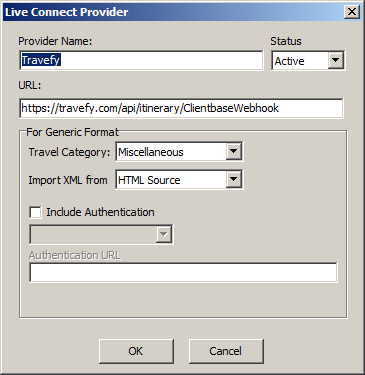 Live Connect Provider
Provider Name: Status
Travefy Active
URL:
https://travefy.com/api/itinerary/ClientbaseWebhook
For Generic Format
Travel Category: Miscellaneous
Import XML from HTML Source
Include Authentication
Authentication URL
OK Cancel